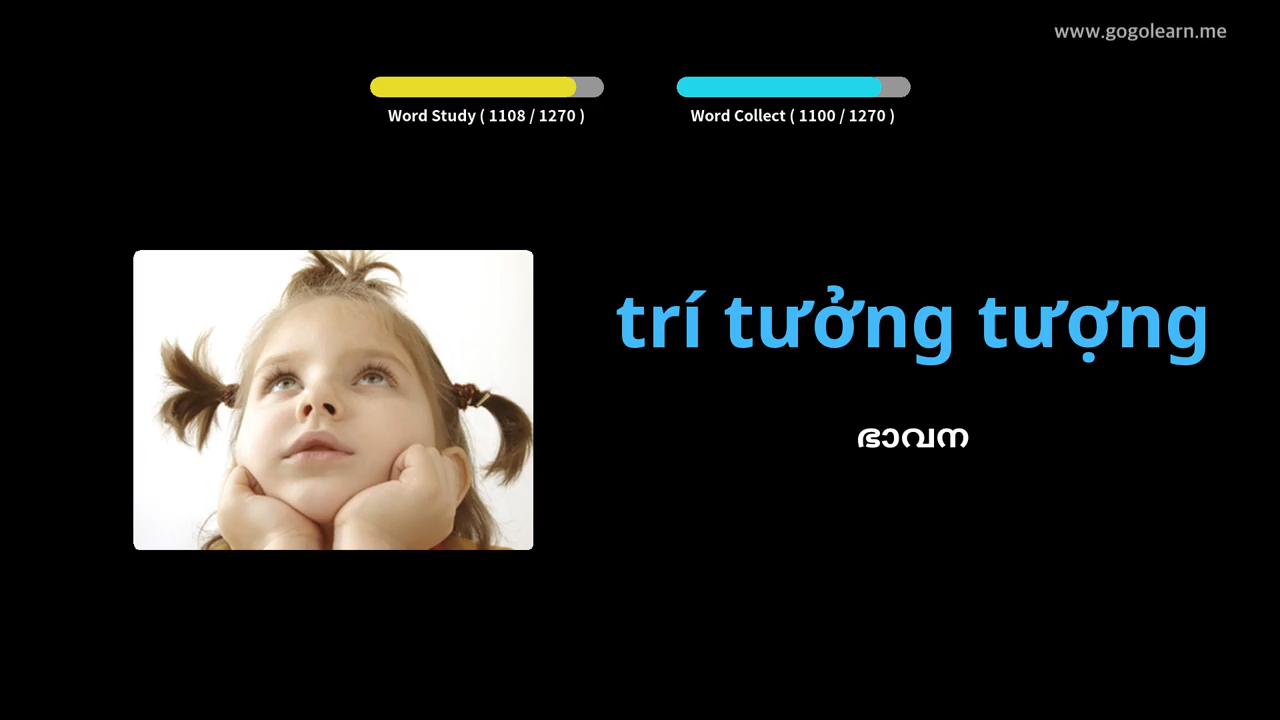 www.gogolearn.me
Word Study ( 1108 / 1270 )
Word Collect ( 1100 / 1270 )
trí tưởng tượng
ഭാവന